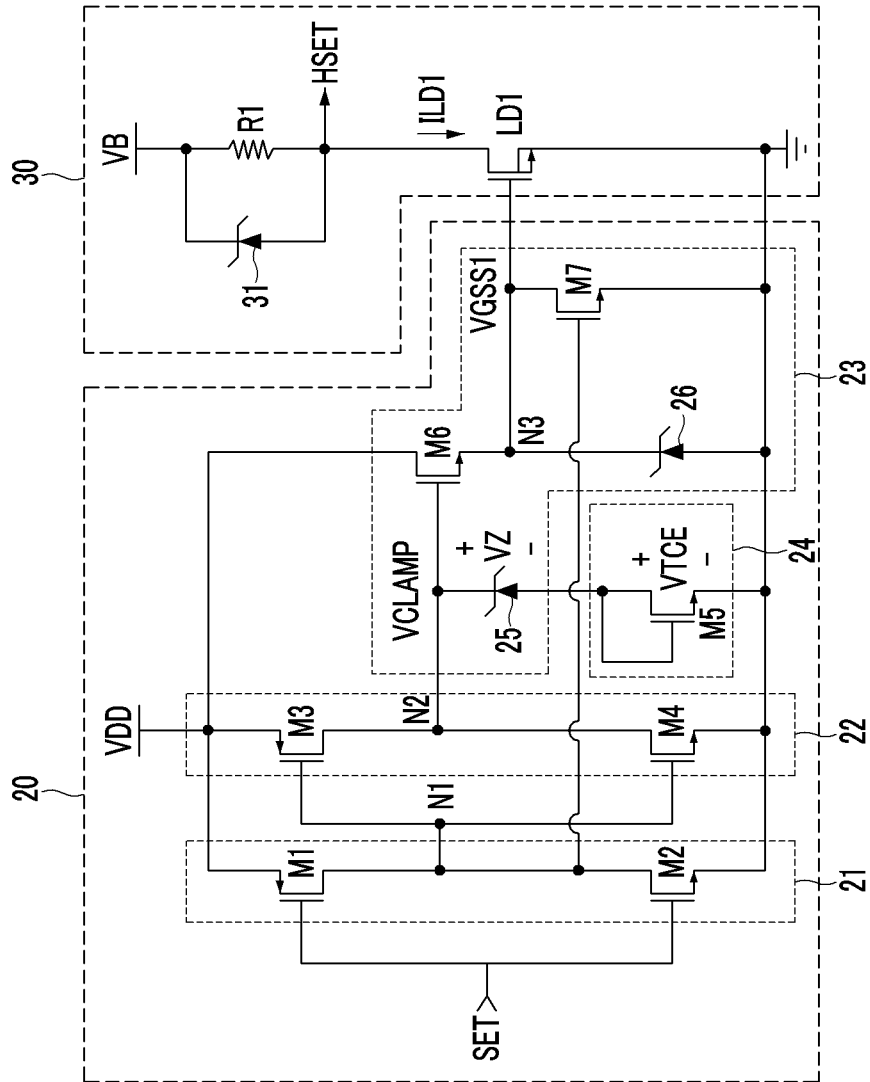 20
30
VDD
VB
R1
HSET
31
ILD1
LD1
M1
M3
M6
VCLAMP
VGSS1
N1
N2
N3
M7
+
VZ
-
25
26
SET
+
VTCE
-
M5
24
M2
M4
21
22
23